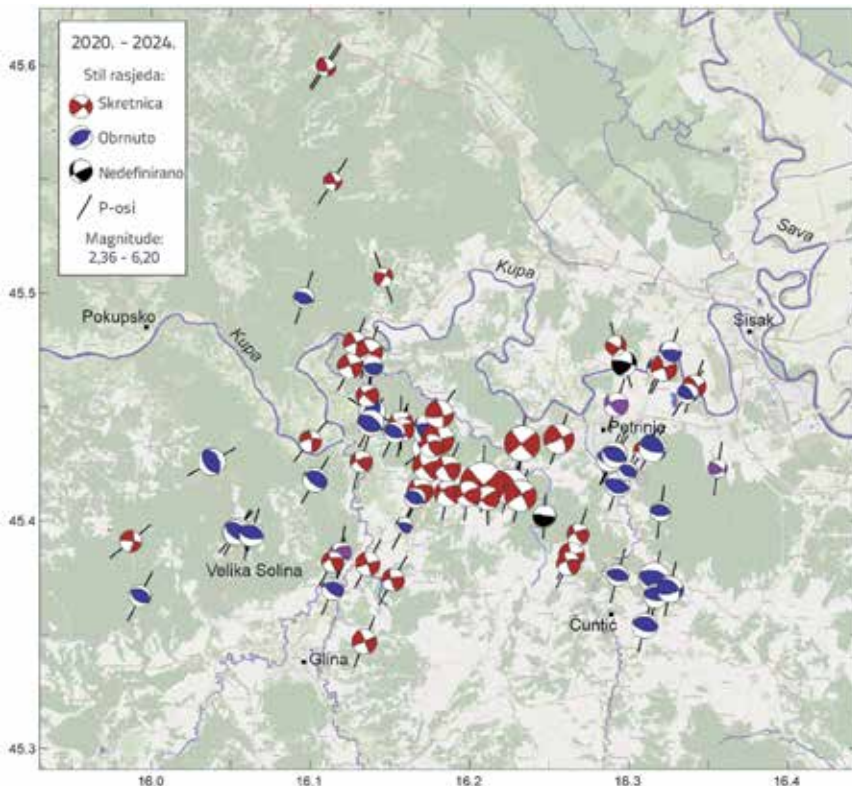 2020. - 2024.
Stil rasjeda:
Skretnica
Obrnuto
Nedefinirano
P-osi
Magnitude:
2,36 - 6,20
45.6
45.5
45.4
45.3
16.0
16.1
16.2
16.3
16.4
Sava
Kupa
Kupa
Pokupsko
Sisak
Petrinja
Velika Solina
Čuntić
Glina